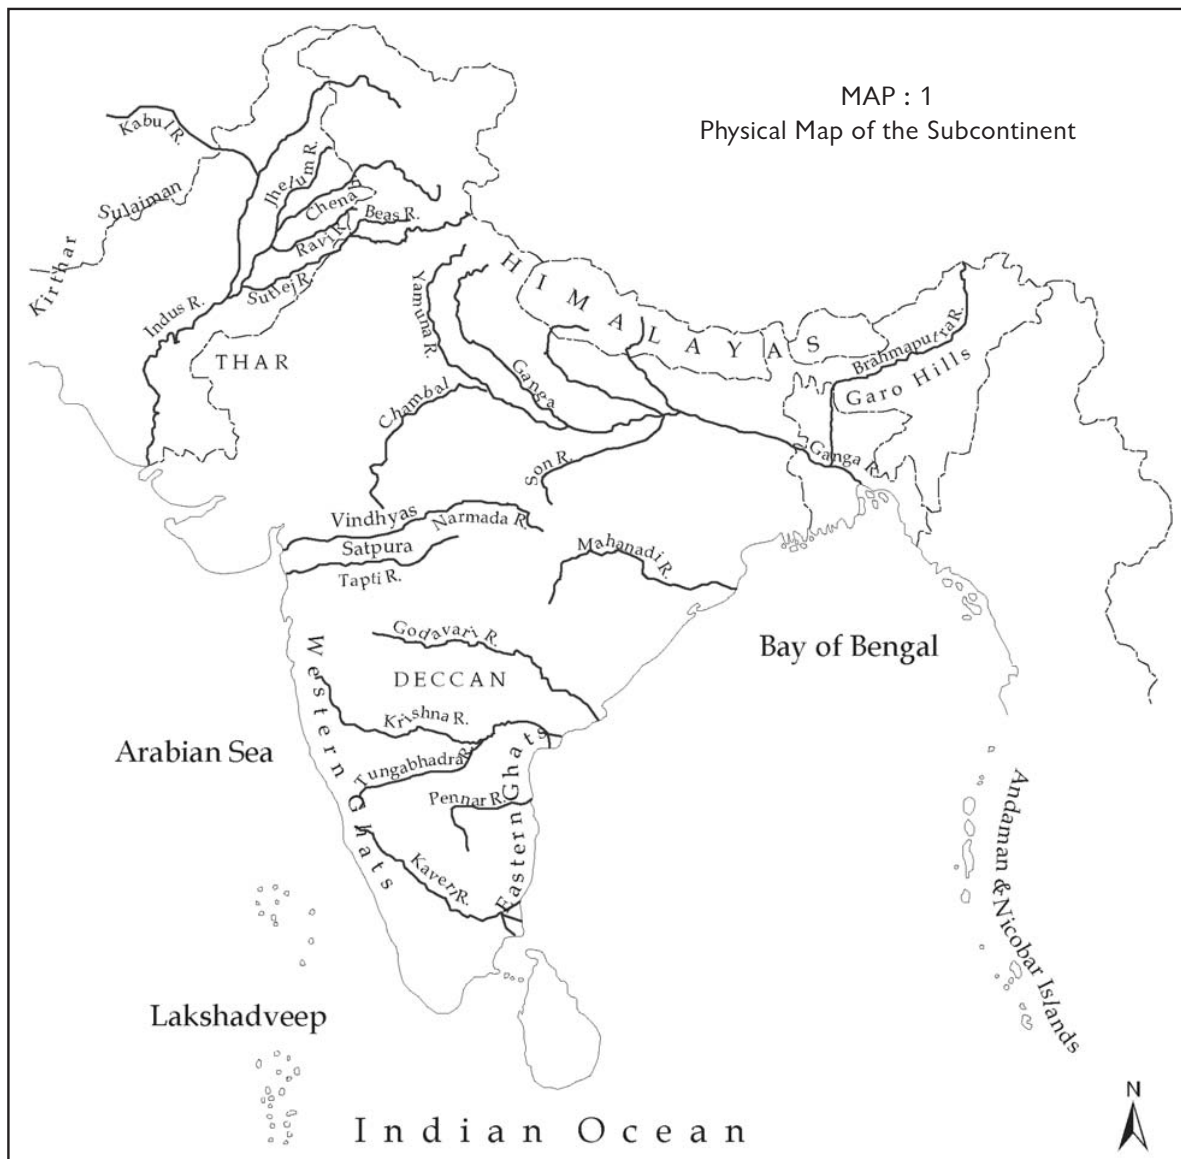 MAP : 1
Physical Map of the Subcontinent
Kabul R.
Jhelum R.
Sulaiman
Chenab
Beas R.
Ravi R.
Kirthar
Sutlej R.
Indus R.
HIMALAYAS
Yamuna R.
THAR
Brahmaputra R.
Garo Hills
Ganga
Chambal
Ganga R.
Son R.
Vindhyas
Narmada R.
Satpura
Tapti R.
Mahanadi R.
Godavari R.
Bay of Bengal
DECCAN
Western Ghats
Krishna R.
Arabian Sea
Tungabhadra R.
Eastern Ghats
Pennar R.
Andaman & Nicobar Islands
Kaveri R.
Lakshadveep
Indian Ocean
N